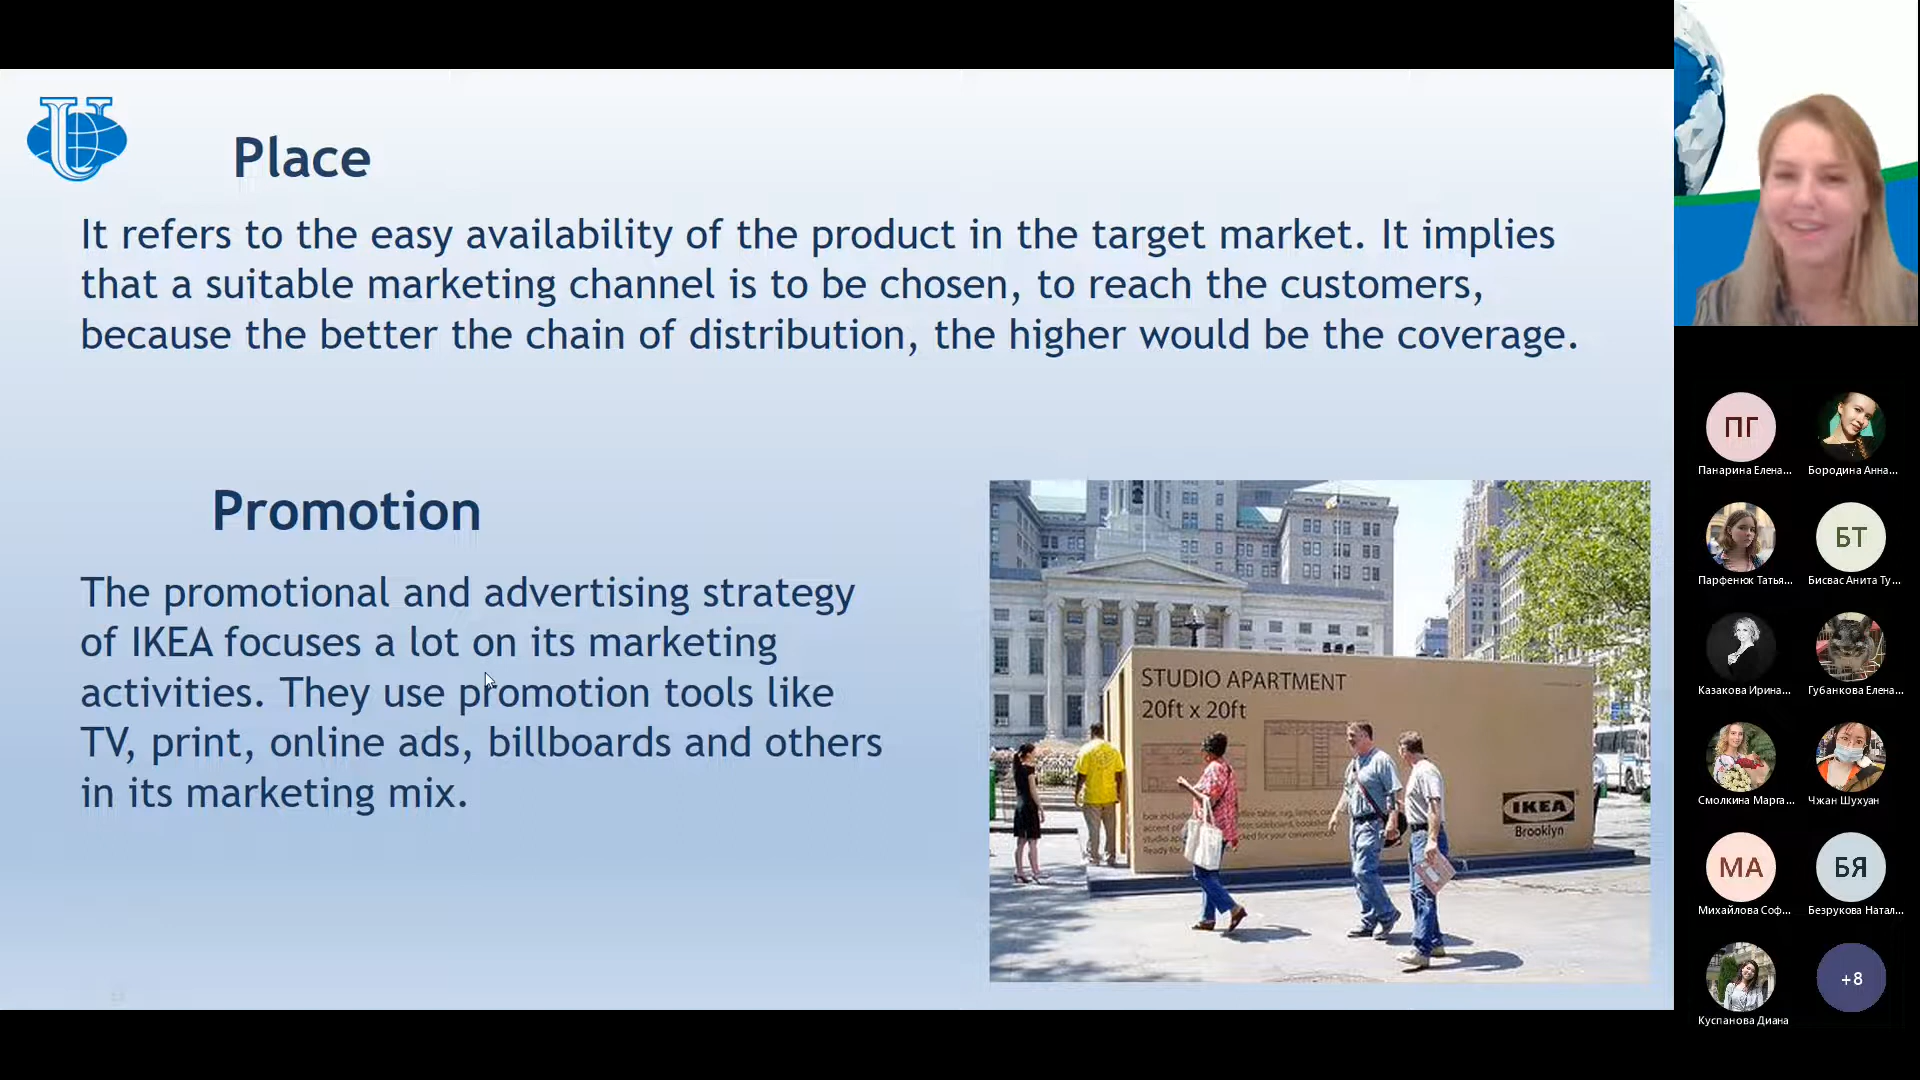 Place
It refers to the easy availability of the product in the target market. It implies
that a suitable marketing channel is to be chosen, to reach the customers,
because the better the chain of distribution, the higher would be the coverage.
Promotion
The promotional and advertising strategy
of IKEA focuses a lot on its marketing
activities. They use promotion tools like
TV, print, online ads, billboards and others
in its marketing mix.
STUDIO APARTMENT
20ft x 20ft
IKEA
Brooklyn
ПГ
Панарина Елена...
Бородина Анна...
Парфенюк Татья...
БТ
Бисвас Анита Ту...
Казакова Ирина...
Губанкова Елена...
Смолкина Марга...
Чжан Шухуан
МА
Михайлова Соф...
БЯ
Безрукова Натал...
Куспанова Диана
+8